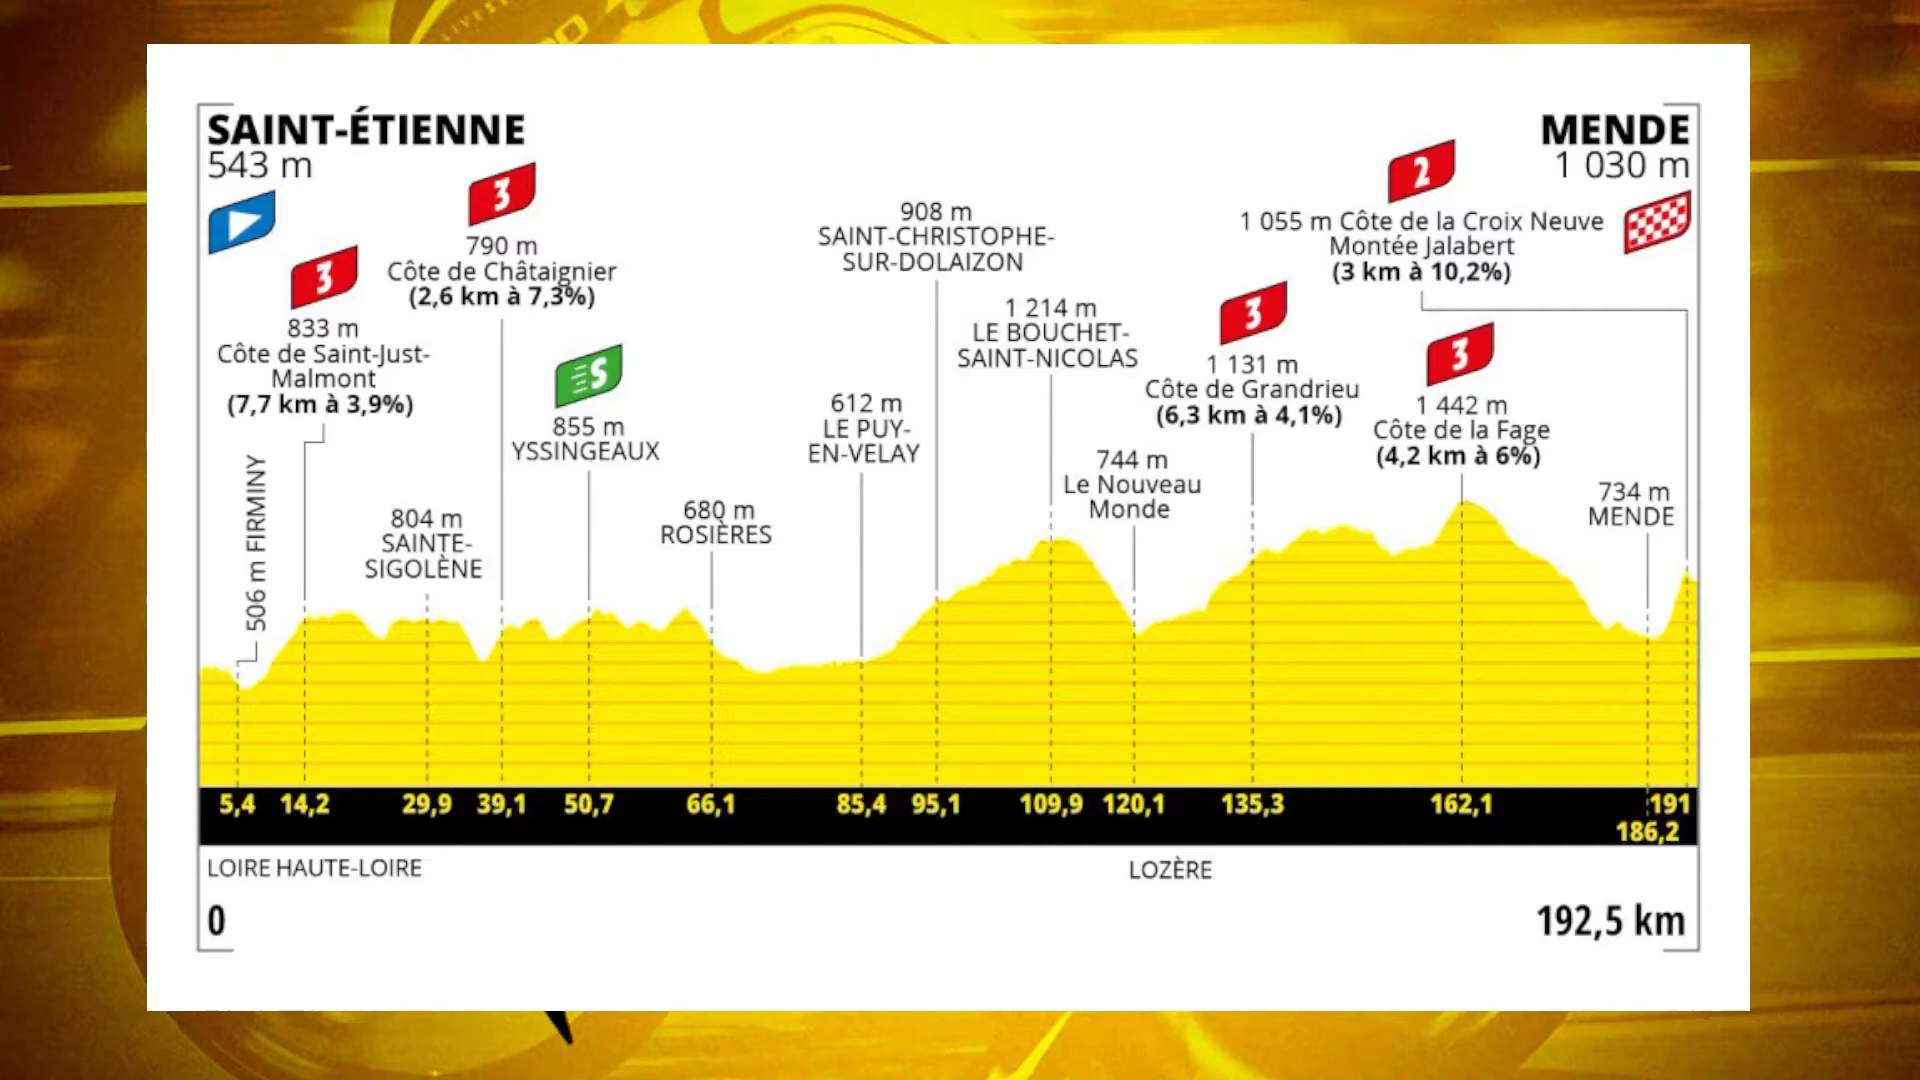 LIVEST
SAINT-ÉTIENNE
543 m
MENDE
1 030 m
3
833 m
Côte de Saint-Just-
Malmont
(7,7 km à 3,9%)
3
790 m
Côte de Châtaignier
(2,6 km à 7,3%)
S
855 m
YSSINGEAUX
506 m FIRMINY
804 m
SAINTE-
SIGOLÈNE
680 m
ROSIÈRES
612 m
LE PUY-
EN-VELAY
908 m
SAINT-CHRISTOPHE-
SUR-DOLAIZON
1 214 m
LE BOUCHET-
SAINT-NICOLAS
744 m
Le Nouveau
Monde
3
1 131 m
Côte de Grandrieu
(6,3 km à 4,1%)
2
1 055 m Côte de la Croix Neuve
Montée Jalabert
(3 km à 10,2%)
3
1 442 m
Côte de la Fage
(4,2 km à 6%)
734 m
MENDE
5,4 14,2 29,9 39,1 50,7 66,1 85,4 95,1 109,9 120,1 135,3 162,1 191
186,2
LOIRE HAUTE-LOIRE LOZÈRE
0 192,5 km